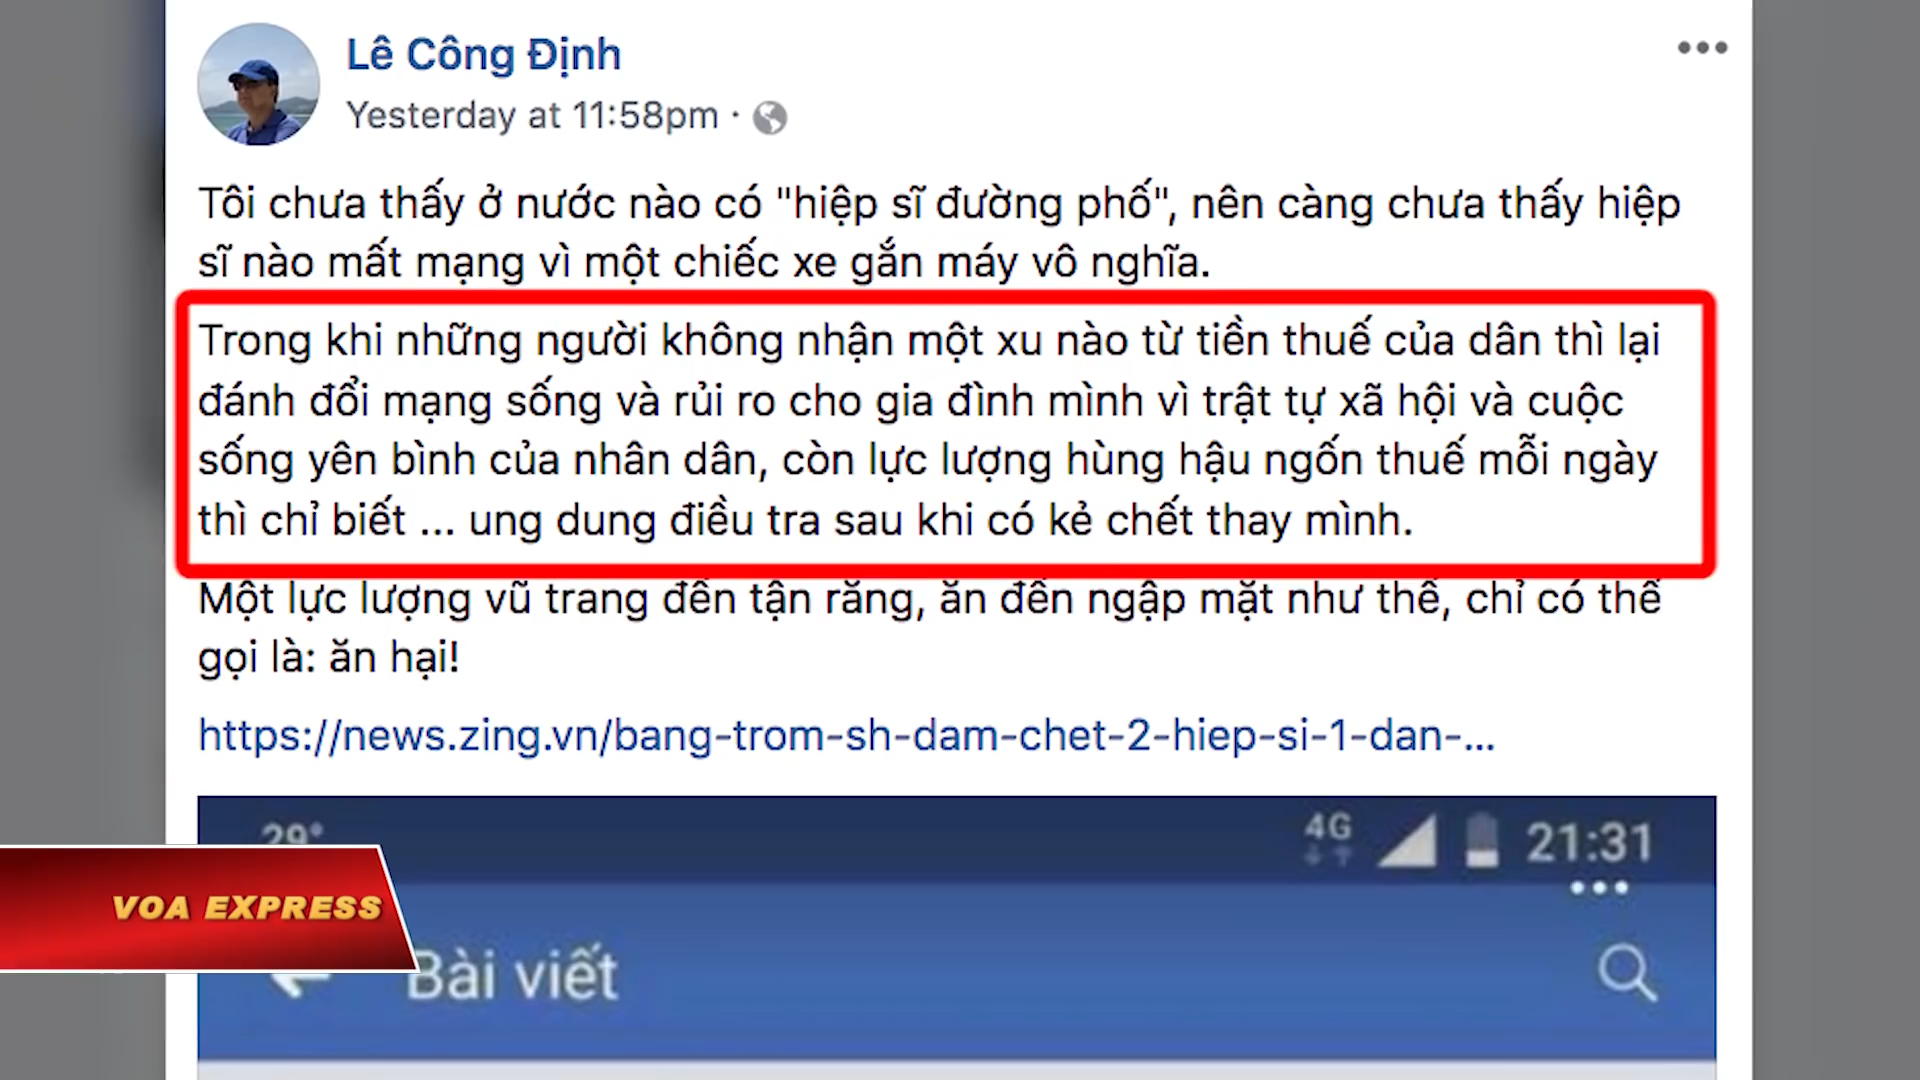 Lê Công Định
Yesterday at 11:58pm ·
Tôi chưa thấy ở nước nào có "hiệp sĩ đường phố", nên càng chưa thấy hiệp
sĩ nào mất mạng vì một chiếc xe gắn máy vô nghĩa.
Trong khi những người không nhận một xu nào từ tiền thuế của dân thì lại
đánh đổi mạng sống và rủi ro cho gia đình mình vì trật tự xã hội và cuộc
sống yên bình của nhân dân, còn lực lượng hùng hậu ngốn thuế mỗi ngày
thì chỉ biết ... ung dung điều tra sau khi có kẻ chết thay mình.
Một lực lượng vũ trang đến tận răng, ăn đến ngập mặt như thế, chỉ có thể
gọi là: ăn hại!
https://news.zing.vn/bang-trom-sh-dam-chet-2-hiep-si-1-dan-...
29°
4G
21:31
VOA EXPRESS
Bài viết